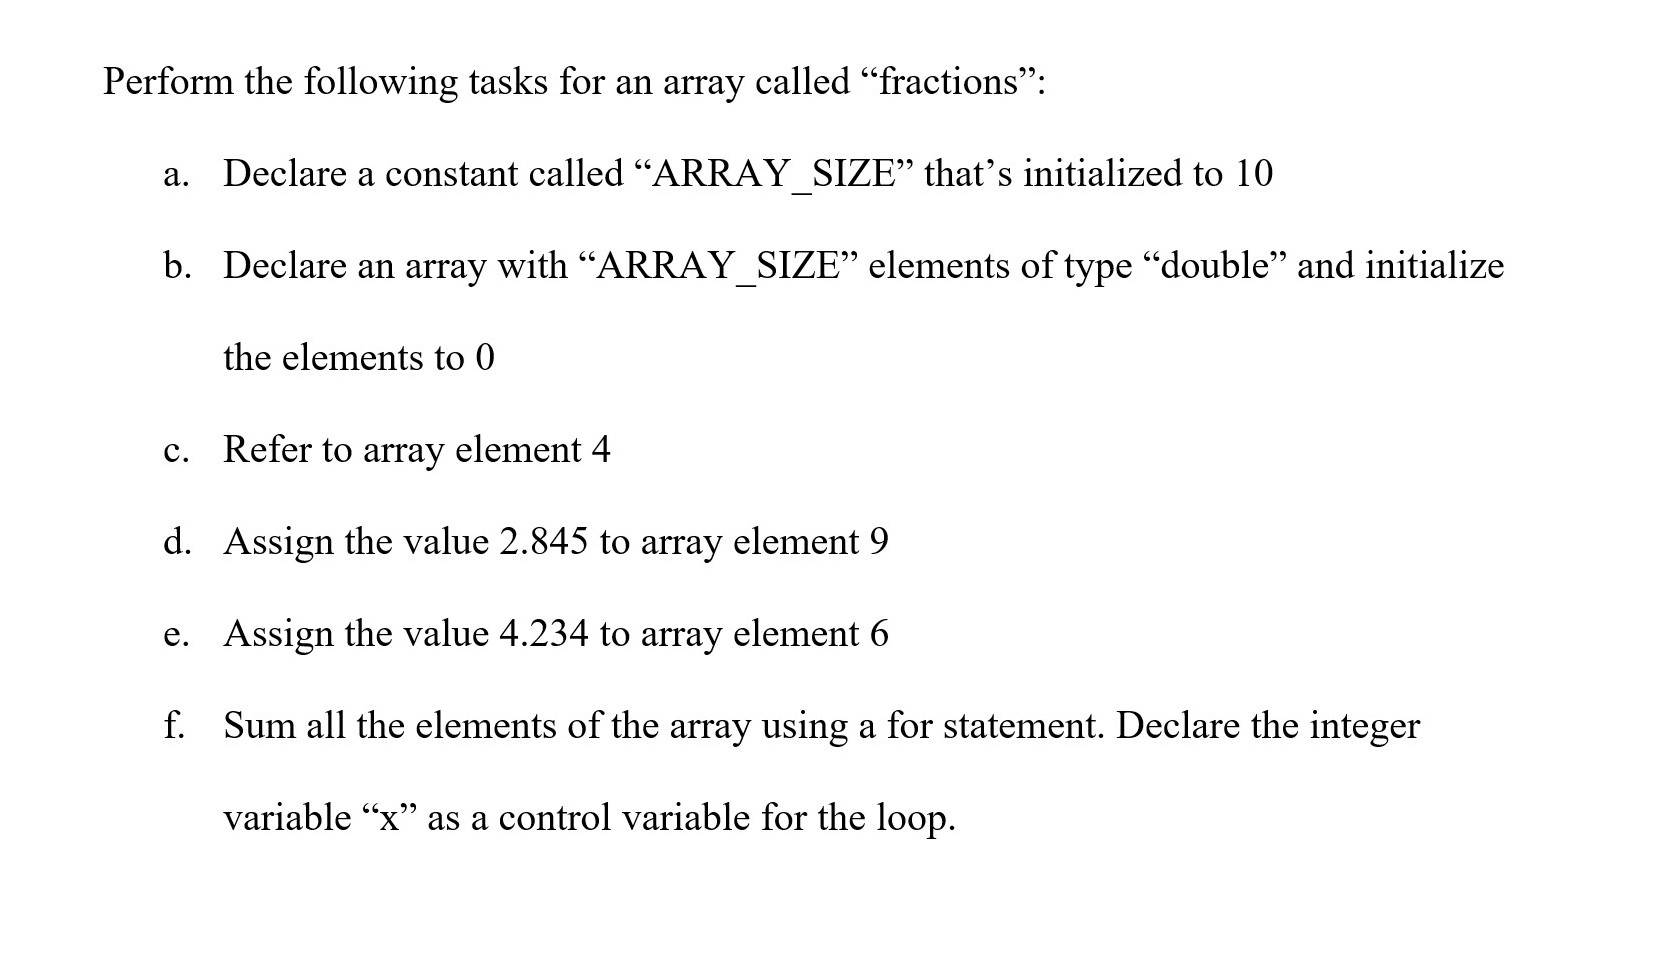 Perform the following tasks for an array called “fractions”:
a. Declare a constant called “ARRAY_SIZE” that’s initialized to 10
b. Declare an array with “ARRAY_SIZE” elements of type “double” and initialize
the elements to 0
c. Refer to array element 4
d. Assign the value 2.845 to array element 9
e. Assign the value 4.234 to array element 6
f. Sum all the elements of the array using a for statement. Declare the integer
variable “x” as a control variable for the loop.